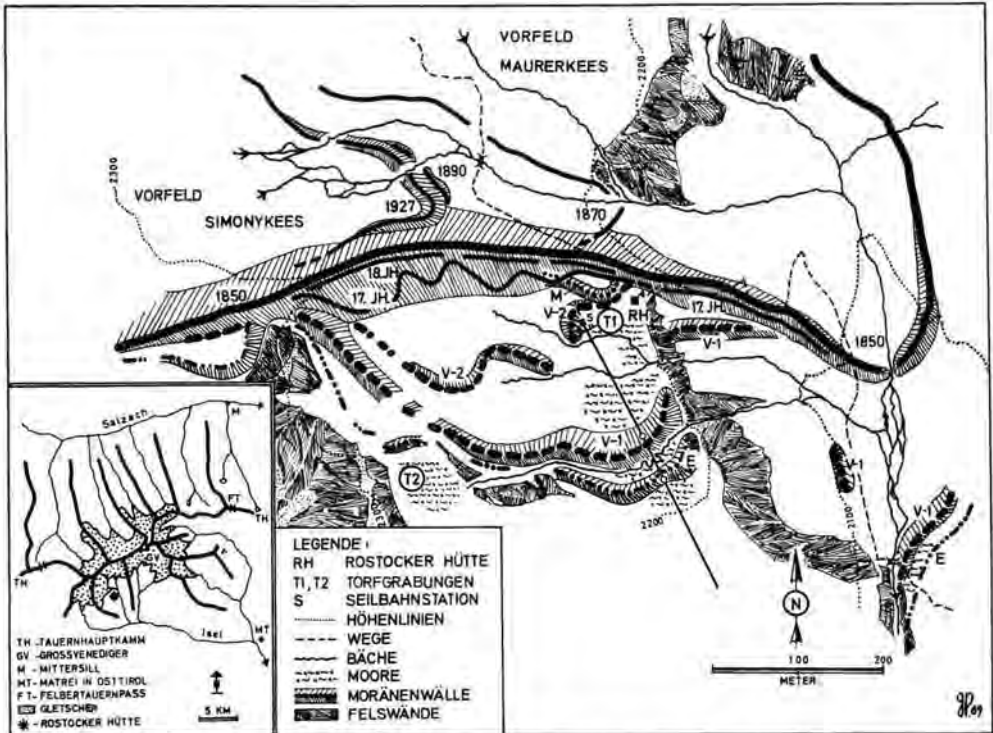 VORFELD
MAURERKEES
2200
2300
VORFELD
SIMONYKEES
1890
1927
1870
1850
18.JH.
17. JH.
M
V-2
S
T1
RH
17. JH.
V-1
1850
V-2
V-1
E
T2
2200
V-1
2100
V-1
E
N
100 200
METER
Salzach
M
FT
TH
GV
TH
Isel
MT
TH - TAUERNHAUPTKAMM
GV - GROSSVENEDIGER
M - MITTERSILL
MT - MATREI IN OSTTIROL
FT - FELBERTAUERNPASS
GLETSCHER
- ROSTOCKER HÜTTE
5 KM
LEGENDE:
RH ROSTOCKER HÜTTE
T1, T2 TORFGRABUNGEN
S SEILBAHNSTATION
HÖHENLINIEN
WEGE
BÄCHE
MOORE
MORÄNENWÄLLE
FELSWÄNDE